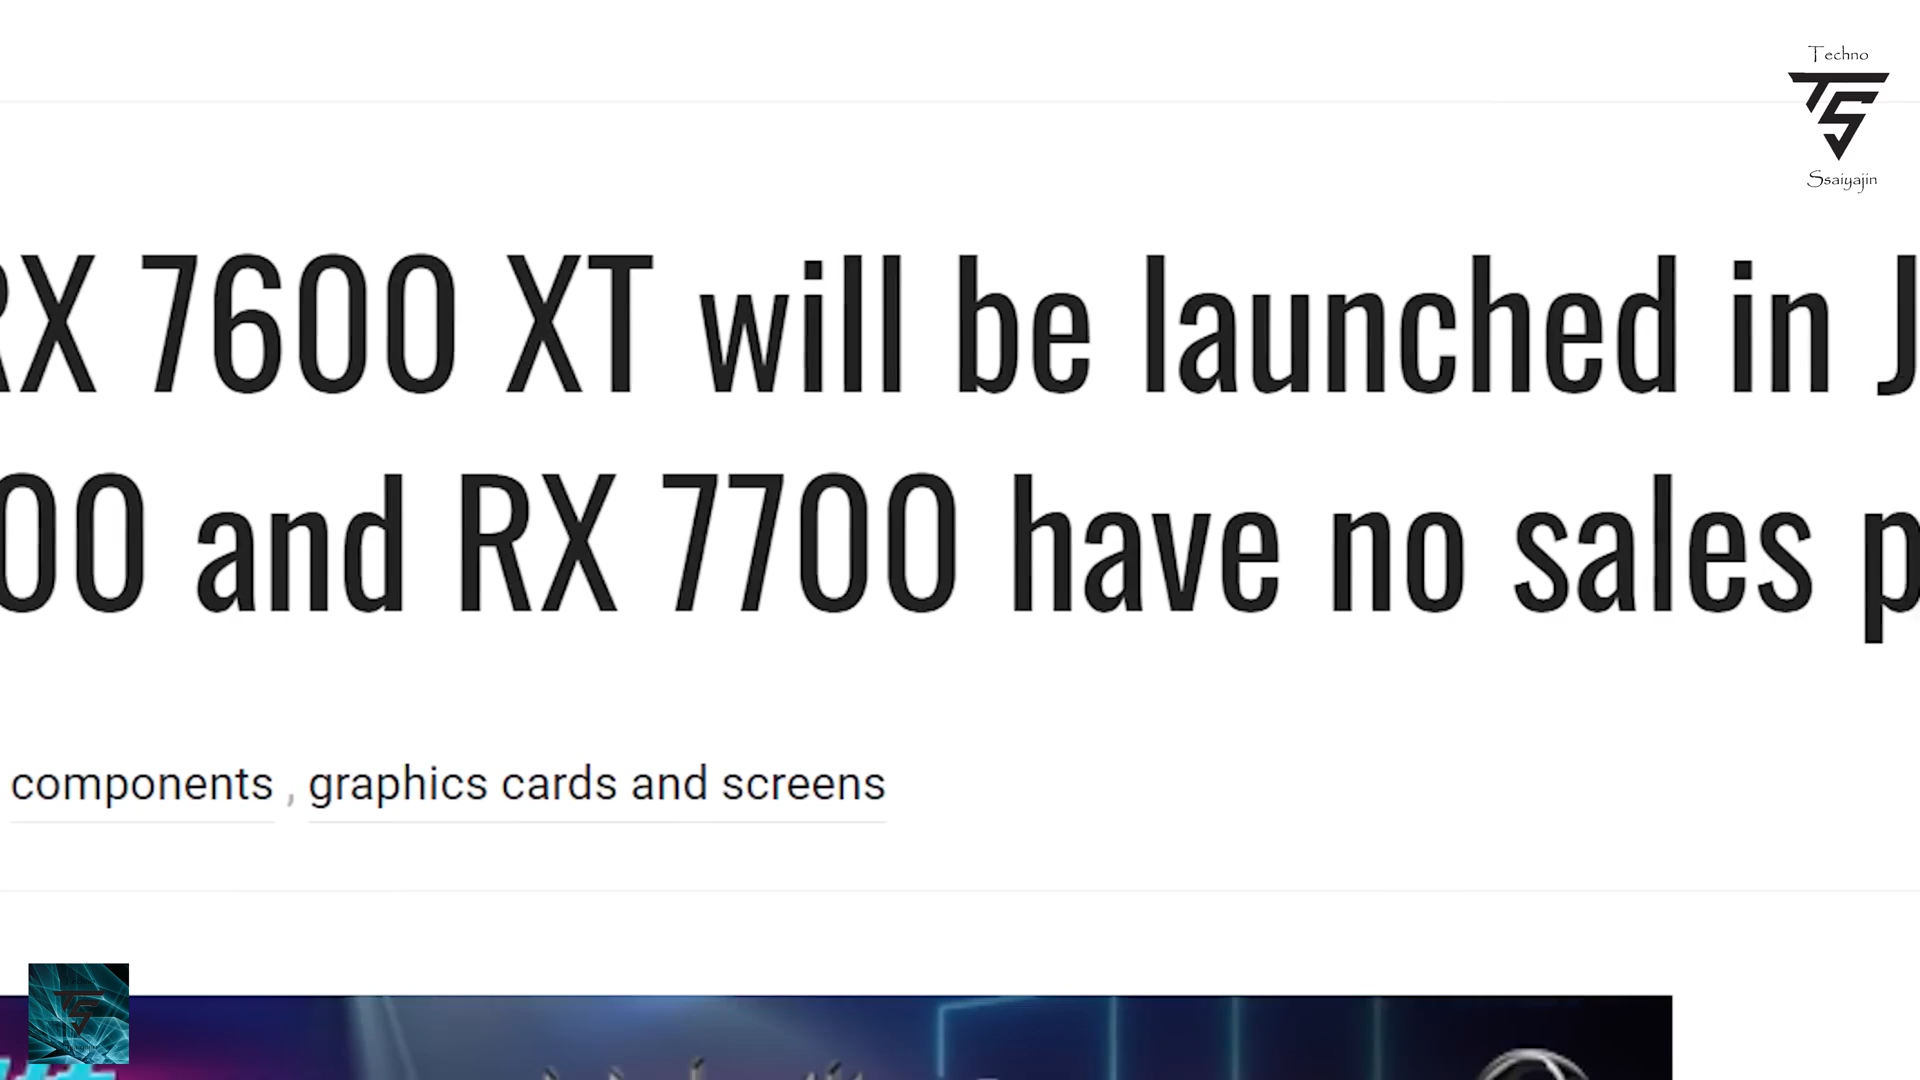 Techno
TS
Ssaiyajin
RX 7600 XT will be launched in J
00 and RX 7700 have no sales p
components , graphics cards and screens